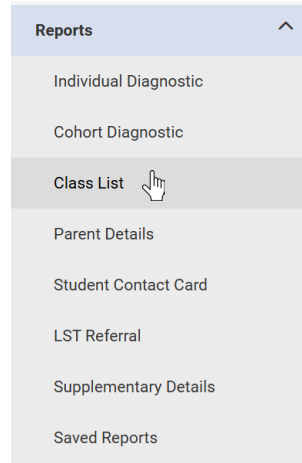 Reports
Individual Diagnostic
Cohort Diagnostic
Class List
Parent Details
Student Contact Card
LST Referral
Supplementary Details
Saved Reports